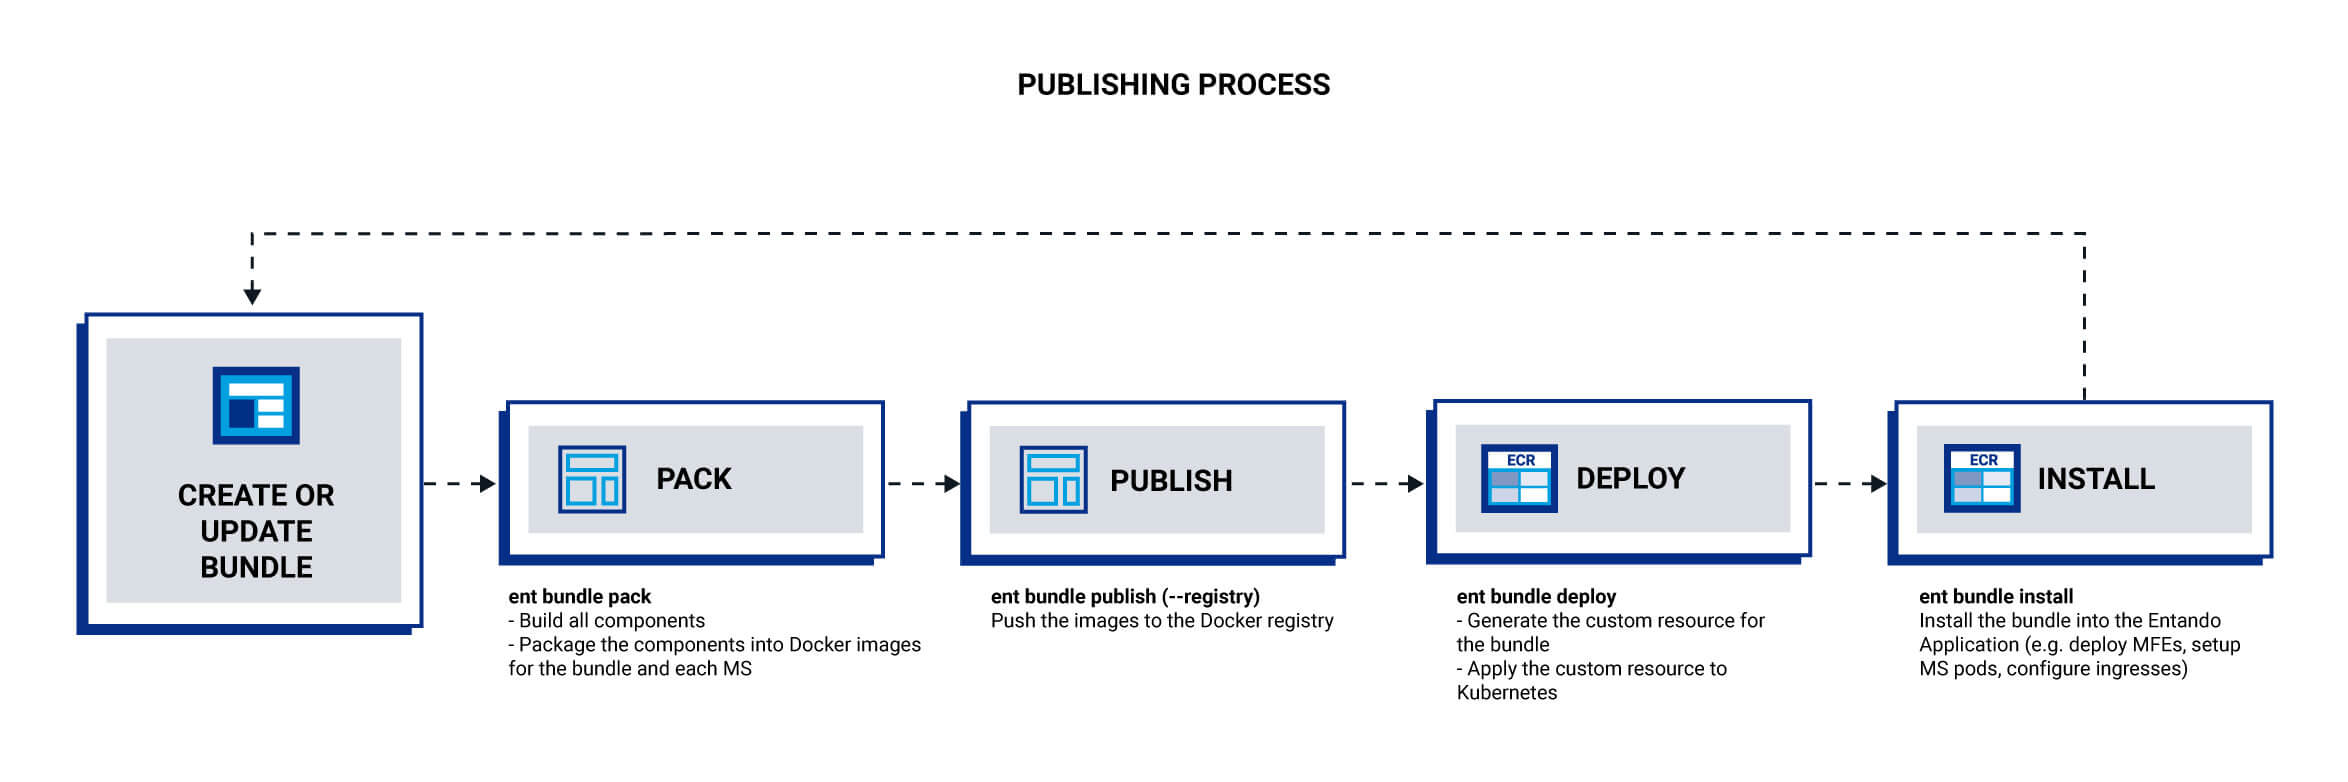 PUBLISHING PROCESS
CREATE OR
UPDATE
BUNDLE
PACK
ent bundle pack
- Build all components
- Package the components into Docker images
for the bundle and each MS
PUBLISH
ent bundle publish (--registry)
Push the images to the Docker registry
ECR
DEPLOY
ent bundle deploy
- Generate the custom resource for
the bundle
- Apply the custom resource to
Kubernetes
ECR
INSTALL
ent bundle install
Install the bundle into the Entando
Application (e.g. deploy MFEs, setup
MS pods, configure ingresses)